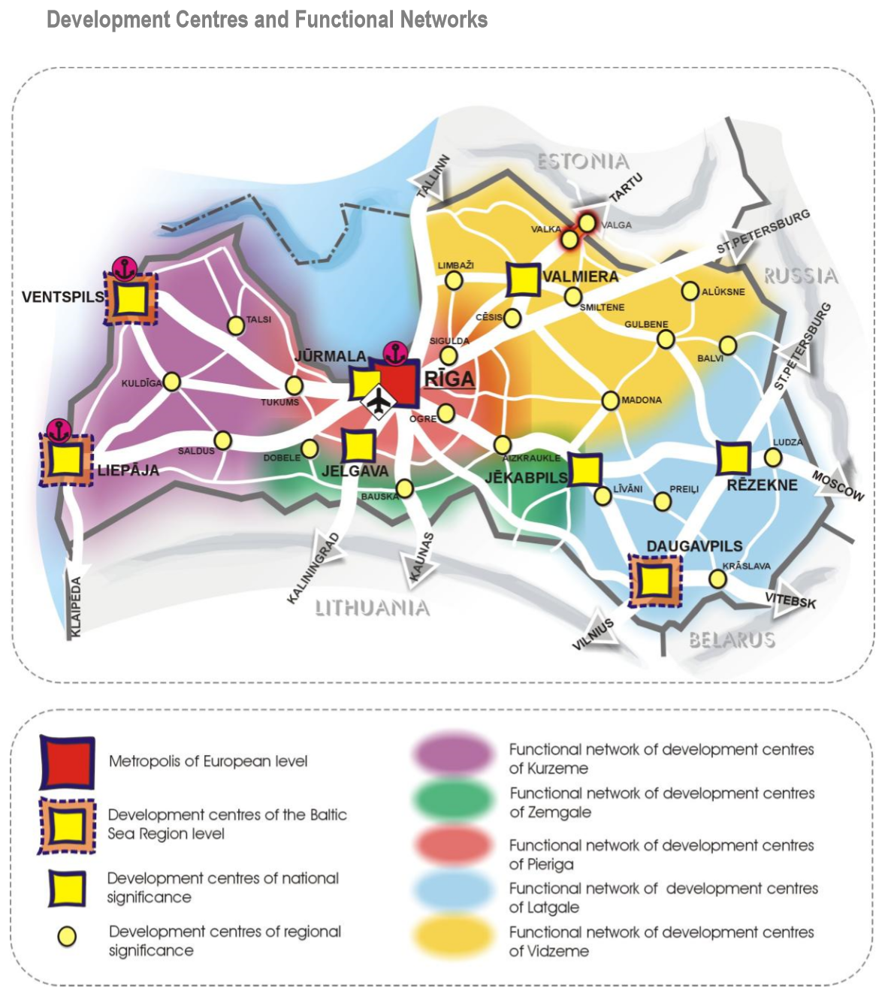 Development Centres and Functional Networks
ESTONIA
TALLINN
TARTU
VALKA
VALGA
ST.PETERSBURG
RUSSIA
LIMBAŽI
VALMIERA
VENTSPILS
ALŪKSNE
SMILTENE
CĒSIS
TALSI
GULBENE
ST.PETERSBURG
SIGULDA
JŪRMALA
BALVI
RĪGA
KULDĪGA
TUKUMS
MADONA
OGRE
SALDUS
DOBELE
AIZKRAUKLE
LUDZA
LIEPĀJA
JELGAVA
JĒKABPILS
RĒZEKNE
MOSCOW
BAUSKA
LĪVĀNI
PREIĻI
DAUGAVPILS
KRĀSLAVA
KALININGRAD
KAUNAS
KLAIPEDA
LITHUANIA
VITEBSK
VILNIUS
BELARUS
Metropolis of European level
Development centres of the Baltic
Sea Region level
Development centres of national
significance
Development centres of regional
significance
Functional network of development centres
of Kurzeme
Functional network of development centres
of Zemgale
Functional network of development centres
of Pieriga
Functional network of development centres
of Latgale
Functional network of development centres
of Vidzeme